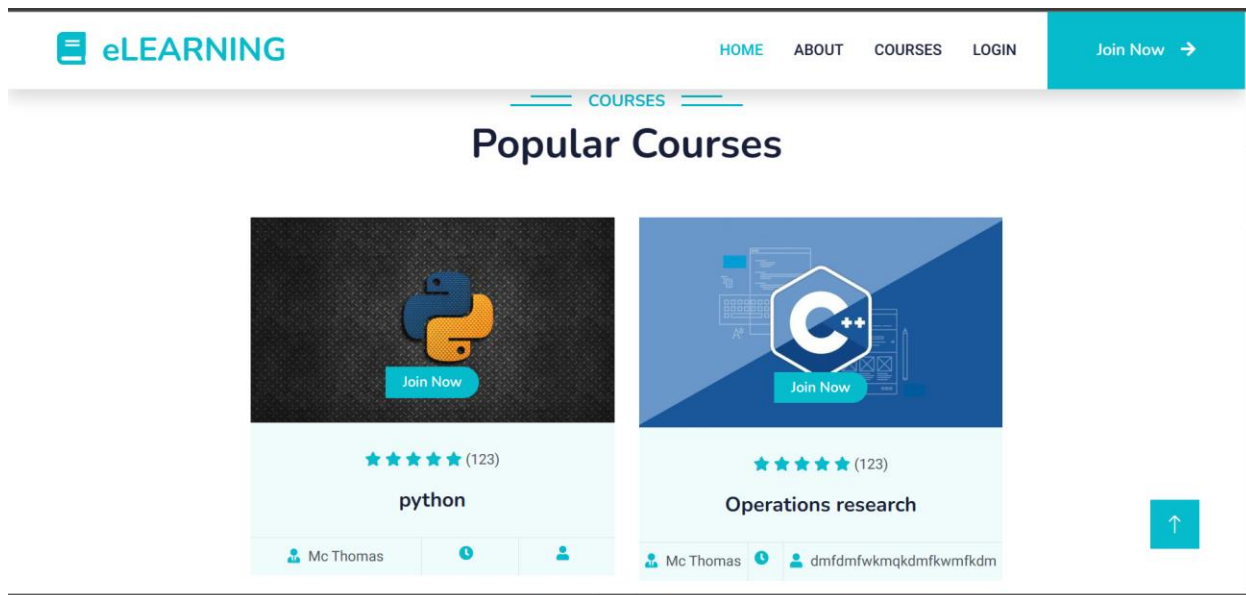 eLEARNING
HOME ABOUT COURSES LOGIN Join Now
COURSES
Popular Courses
Join Now
(123)
python
Mc Thomas
C++
Join Now
(123)
Operations research
Mc Thomas dmfdmfwkmqkdmfkwmfkdm